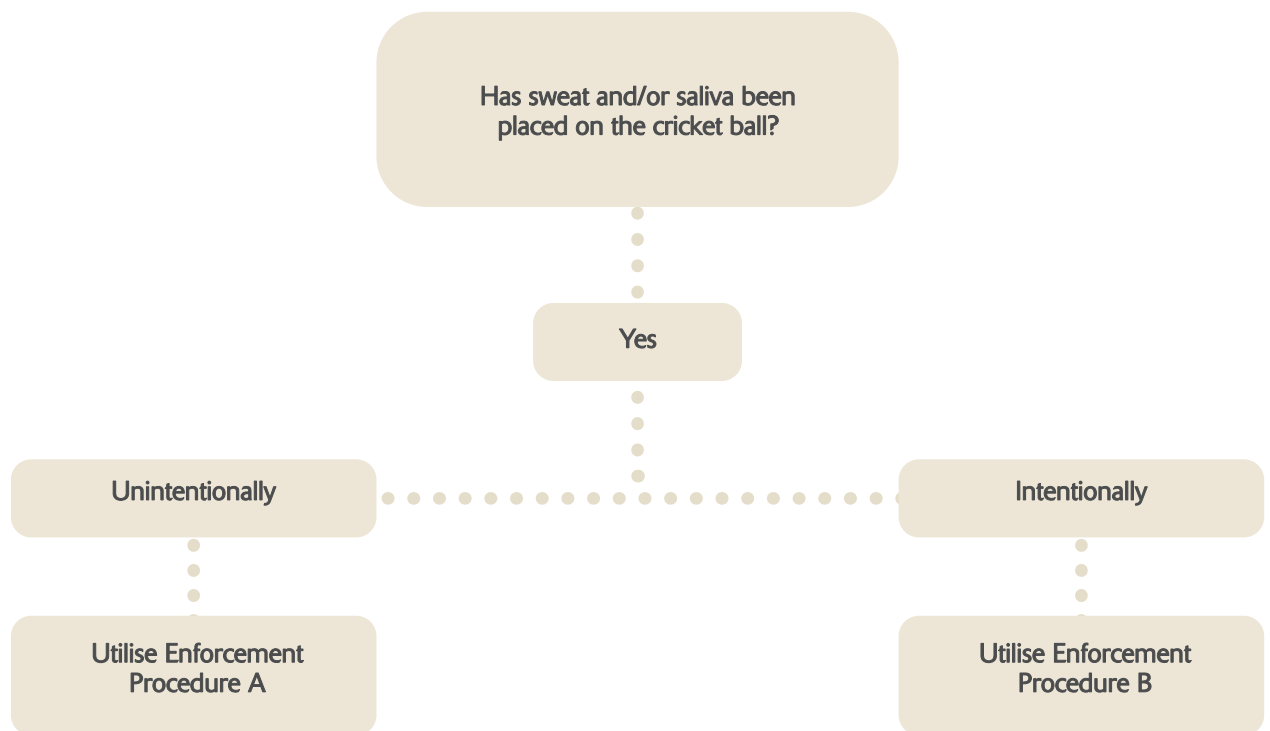 Has sweat and/or saliva been
placed on the cricket ball?
Yes
Unintentionally
Intentionally
Utilise Enforcement
Procedure A
Utilise Enforcement
Procedure B